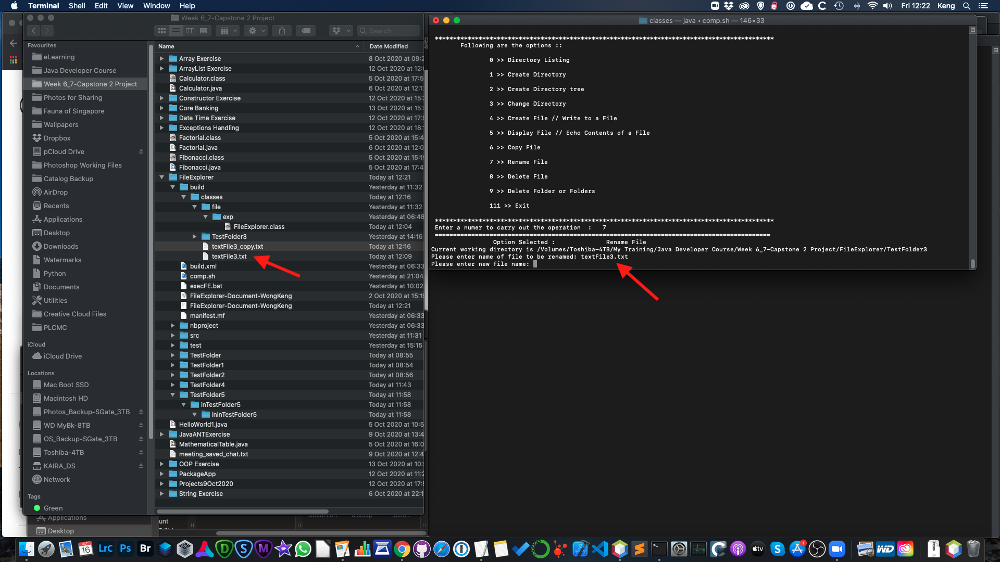 Terminal Shell Edit View Window Help
Fri 12:22 Keng
Week 6_7-Capstone 2 Project
Search
Favourites
eLearning
Java Developer Course
Week 6_7-Capstone 2 Project
Photos for Sharing
Fauna of Singapore
Wallpapers
Dropbox
pCloud Drive
Photoshop Working Files
Catalog Backup
AirDrop
Recents
Applications
Desktop
Downloads
Watermarks
Python
Documents
Utilities
Creative Cloud Files
PLCMC
iCloud
iCloud Drive
Locations
Mac Boot SSD
Macintosh HD
Photos_Backup-SGate_3TB
WD MyBk-8TB
OS_Backup-SGate_3TB
Toshiba-4TB
KAIRA_DS
Network
Tags
Green
Applications
Desktop
Name Date Modified
Array Exercise 8 Oct 2020 at 09:2
ArrayList Exercise 12 Oct 2020 at 12:
Calculator.class 5 Oct 2020 at 17:5
Calculator.java 6 Oct 2020 at 12:1
Constructor Exercise 12 Oct 2020 at 15:
Core Banking 13 Oct 2020 at 15:
Date Time Exercise 12 Oct 2020 at 17:
Exceptions Handling 12 Oct 2020 at 18:
Factorial.class 5 Oct 2020 at 15:4
Factorial.java 6 Oct 2020 at 12:0
Fibonacci.class 5 Oct 2020 at 15:1
Fibonacci.java 5 Oct 2020 at 17:4
FileExplorer Today at 12:21
build Yesterday at 11:32
classes Today at 12:16
file Yesterday at 11:32
exp Yesterday at 06:48
FileExplorer.class Today at 12:04
TestFolder3 Yesterday at 14:16
textFile3_copy.txt Today at 12:16
textFile3.txt Today at 12:09
build.xml Yesterday at 06:33
comp.sh Yesterday at 21:04
execFE.bat Yesterday at 10:02
FileExplorer-Document-WongKeng 2 Oct 2020 at 15:1
FileExplorer-Document-WongKeng Today at 12:21
manifest.mf Yesterday at 06:33
nbproject Yesterday at 06:33
src Yesterday at 11:31
test Yesterday at 15:15
TestFolder Today at 08:55
TestFolder1 Today at 08:54
TestFolder2 Today at 08:56
TestFolder4 Today at 11:43
TestFolder5 Today at 11:58
inTestFolder5 Today at 11:58
ininTestFolder5 Today at 11:58
HelloWorld1.java 5 Oct 2020 at 10:5
JavaANTExercise 9 Oct 2020 at 13:4
MathematicalTable.java 5 Oct 2020 at 16:0
meeting_saved_chat.txt 9 Oct 2020 at 12:4
OOP Exercise 13 Oct 2020 at 10:
PackageApp 12 Oct 2020 at 11:2
Projects9Oct2020 12 Oct 2020 at 17:
String Exercise 6 Oct 2020 at 22:1
unt
classes — java ◂ comp.sh — 146×33
*********************************************************************************************
Following are the options ::
0 >> Directory Listing
1 >> Create Directory
2 >> Create Directory tree
3 >> Change Directory
4 >> Create File // Write to a File
5 >> Display File // Echo Contents of a File
6 >> Copy File
7 >> Rename File
8 >> Delete File
9 >> Delete Folder or Folders
111 >> Exit
*********************************************************************************************
Enter a numer to carry out the operation : 7
============================================================================================
Option Selected : Rename File
Current working directory is /Volumes/Toshiba-4TB/My Training/Java Developer Course/Week 6_7-Capstone 2 Project/FileExplorer/TestFolder3
Please enter name of file to be renamed: textFile3.txt
Please enter new file name:
OCT 16 LrC Ps Br D S M tv S 1 WD